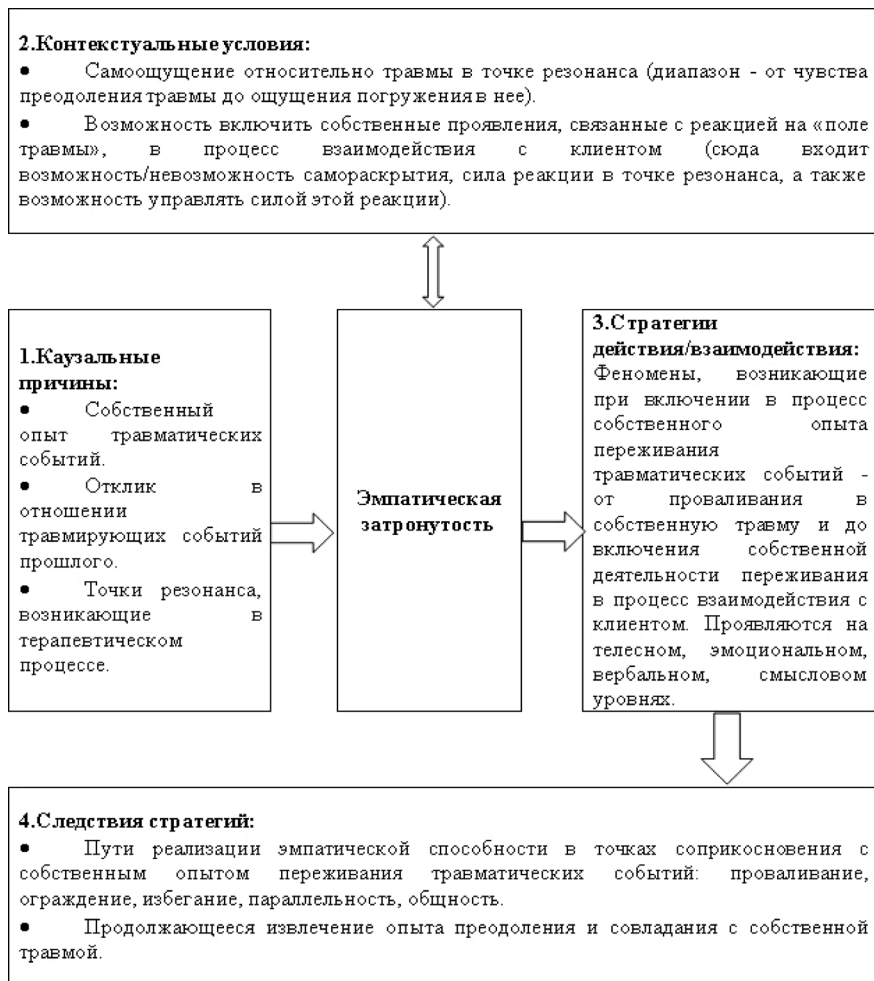 2.Контекстуальные условия:
● Самоощущение относительно травмы в точке резонанса (диапазон - от чувства
преодоления травмы до ощущения погружения в нее).
● Возможность включить собственные проявления, связанные с реакцией на «поле
травмы», в процесс взаимодействия с клиентом (сюда входит
возможность/невозможность самораскрытия, сила реакции в точке резонанса, а также
возможность управлять силой этой реакции).
1.Каузальные
причины:
● Собственный
опыт травматических
событий.
● Отклик в
отношении
травмирующих событий
прошлого.
● Точки резонанса,
возникающие в
терапевтическом
процессе.
Эмпатическая
затронутость
3.Стратегии
действия/взаимодействия:
Феномены, возникающие
при включении в процесс
собственного опыта
переживания
травматических событий -
от проваливания в
собственную травму и до
включения собственной
деятельности переживания
в процесс взаимодействия с
клиентом. Проявляются на
телесном, эмоциональном,
вербальном, смысловом
уровнях.
4.Следствия стратегий:
● Пути реализации эмпатической способности в точках соприкосновения с
собственным опытом переживания травматических событий: проваливание,
ограждение, избегание, параллельность, общность.
● Продолжающееся извлечение опыта преодоления и совладания с собственной
травмой.